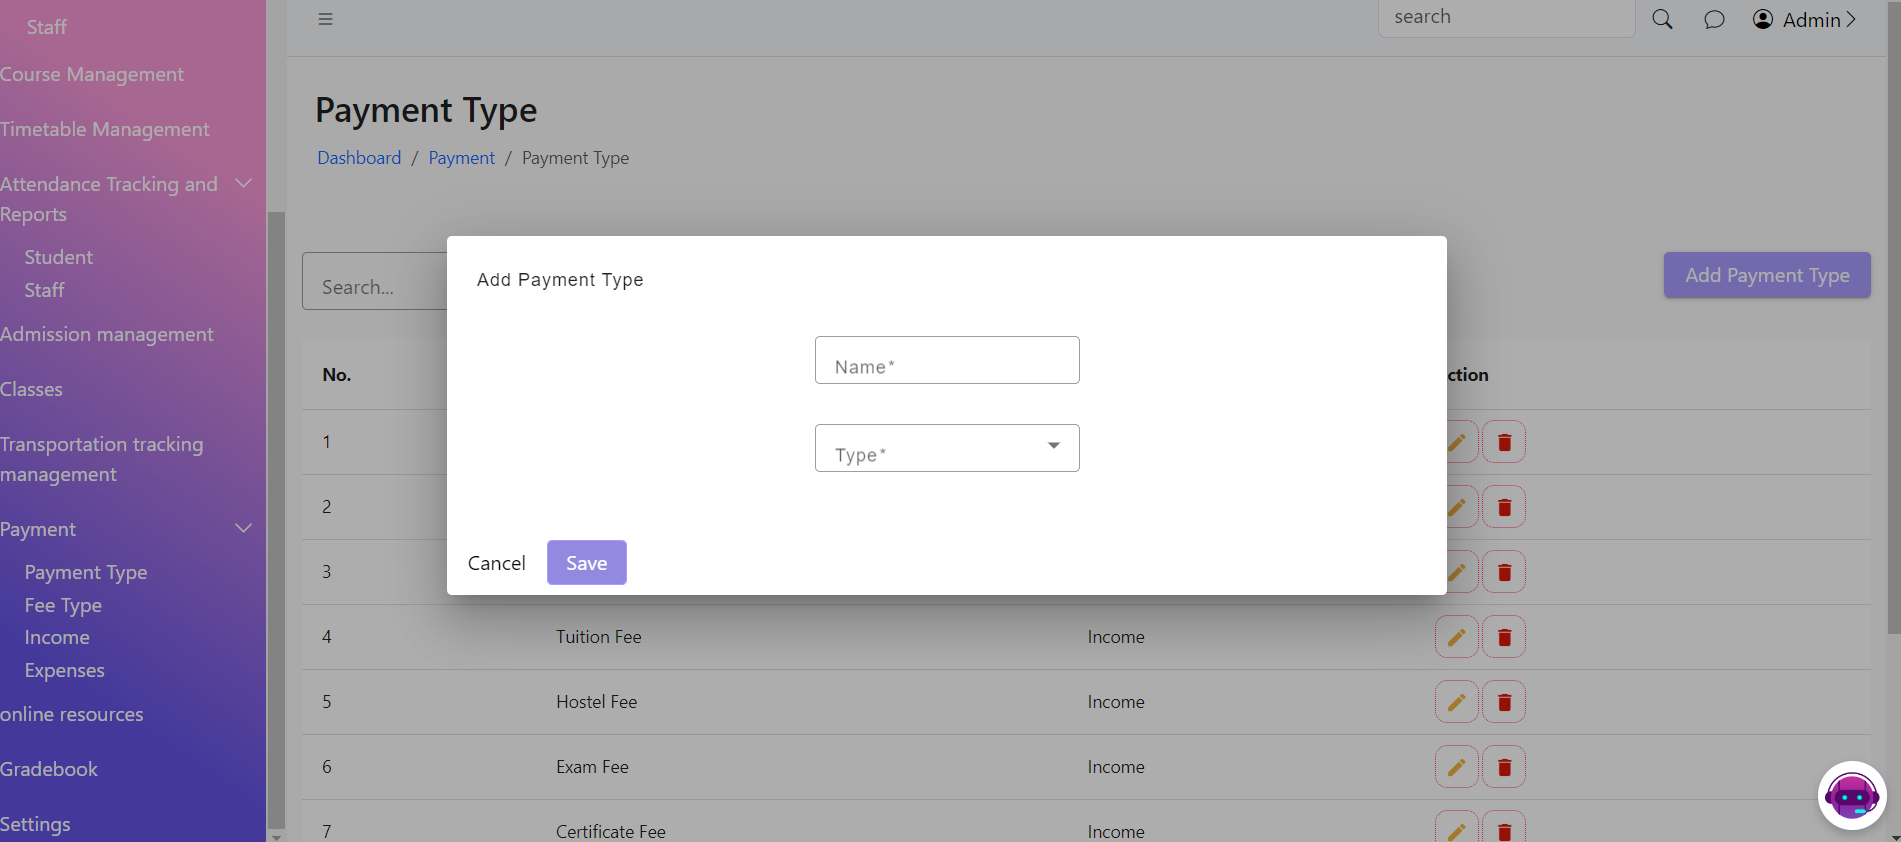 Staff
Course Management
Timetable Management
Attendance Tracking and
Reports
Student
Staff
Admission management
Classes
Transportation tracking
management
Payment
Payment Type
Fee Type
Income
Expenses
online resources
Gradebook
Settings
search
Admin
Payment Type
Dashboard / Payment / Payment Type
Search...
Add Payment Type
Add Payment Type
Name*
Type*
Cancel
Save
No.
ction
1
2
3
4 Tuition Fee Income
5 Hostel Fee Income
6 Exam Fee Income
7 Certificate Fee Income